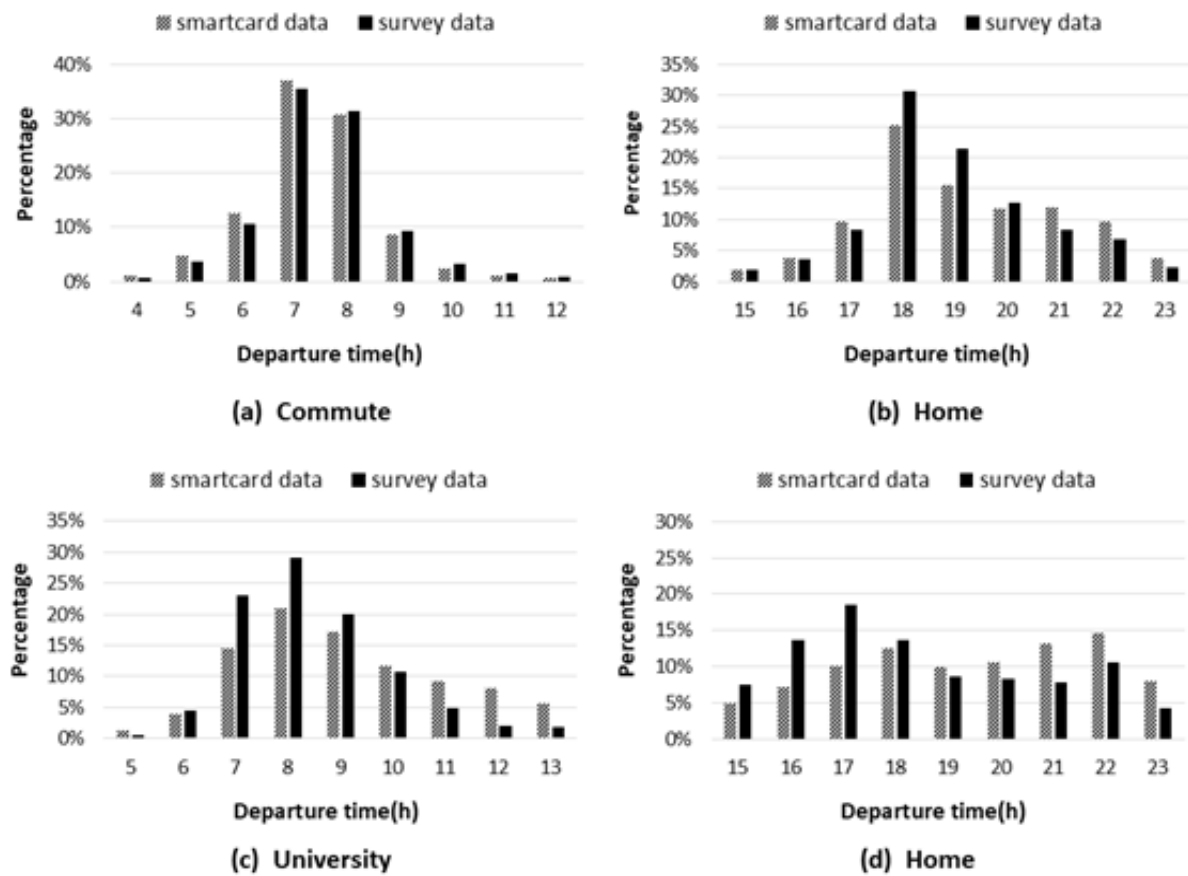 smartcard data survey data
40%
30%
20%
10%
0%
Percentage
4 5 6 7 8 9 10 11 12
Departure time(h)
(a) Commute
smartcard data survey data
35%
30%
25%
20%
15%
10%
5%
0%
Percentage
15 16 17 18 19 20 21 22 23
Departure time(h)
(b) Home
smartcard data survey data
35%
30%
25%
20%
15%
10%
5%
0%
Percentage
5 6 7 8 9 10 11 12 13
Departure time(h)
(c) University
smartcard data survey data
30%
25%
20%
15%
10%
5%
0%
Percentage
15 16 17 18 19 20 21 22 23
Departure time(h)
(d) Home